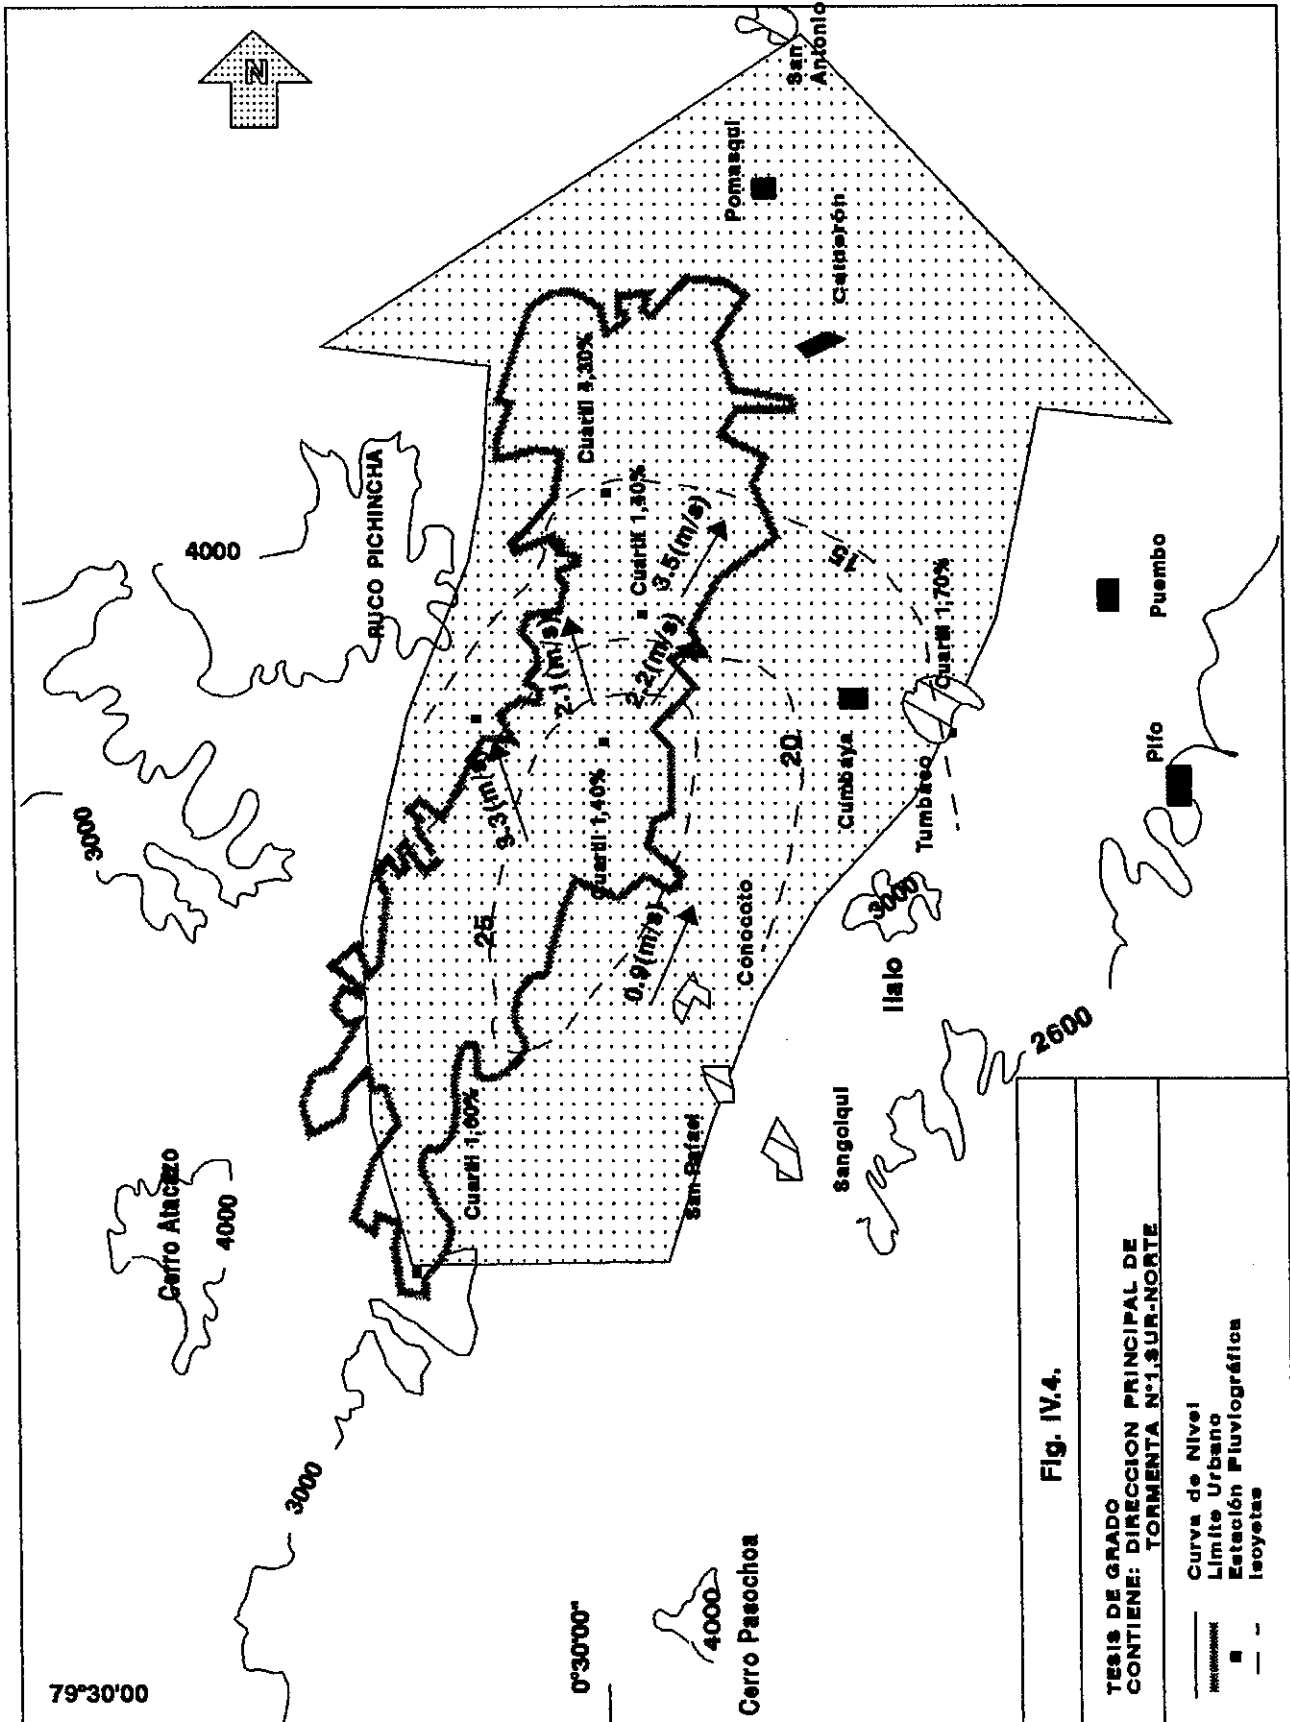 N
San
Antonio
Pomasqui
Calderón
4000
RUCO PICHINCHA
Cuartil 4,30%
Cuartil 1,40%
3.5(m/s)
15
2.1(m/s)
2.2(m/s)
Cuartil 1,70%
Puembo
3000
3.3(m/s)
Cuartil 1,40%
20
Cumbaya
Tumbaco
Pifo
25
0.9(m/s)
Conocoto
3000
Ilalo
2600
Cerro Atacazo
4000
Cuartil 1,60%
San Rafael
Sangolqui
3000
79°30'00
0°30'00"
4000
Cerro Pasochoa
Fig. IV.4.
TESIS DE GRADO
CONTIENE: DIRECCION PRINCIPAL DE
TORMENTA N°1,SUR-NORTE
Curva de Nivel
Limite Urbano
Estación Pluviográfica
Isoyetas